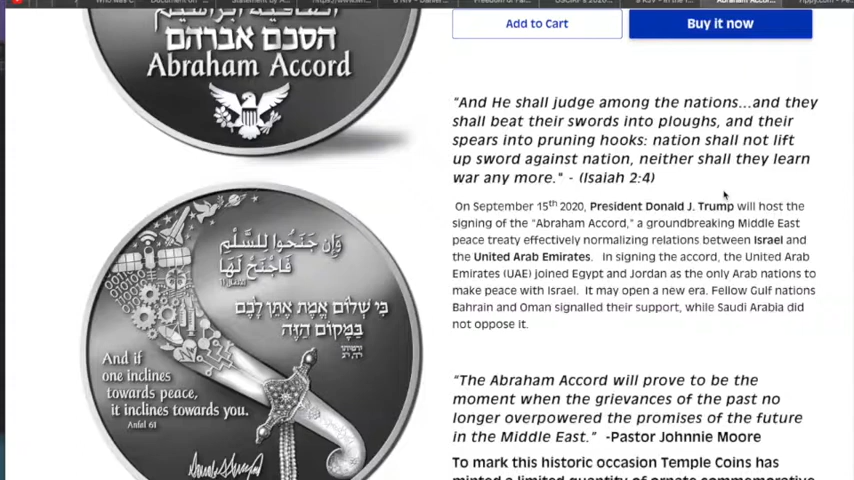 Add to Cart
Buy it now
הסכם אברהם
Abraham Accord
"And He shall judge among the nations...and they
shall beat their swords into ploughs, and their
spears into pruning hooks: nation shall not lift
up sword against nation, neither shall they learn
war any more." - (Isaiah 2:4)
On September 15th 2020, President Donald J. Trump will host the
signing of the "Abraham Accord," a groundbreaking Middle East
peace treaty effectively normalizing relations between Israel and
the United Arab Emirates. In signing the accord, the United Arab
Emirates (UAE) joined Egypt and Jordan as the only Arab nations to
make peace with Israel. It may open a new era. Fellow Gulf nations
Bahrain and Oman signalled their support, while Saudi Arabia did
not oppose it.
وَإِن جَنَحُوا لِلسَّلْمِ
فَاجْنَحْ لَهَا
כִּי שְׁלוֹם אֱמֶת אֶתֵּן לָכֶם
בַּמָּקוֹם הַזֶּה
And if
one inclines
towards peace,
it inclines towards you.
Anfal 61
"The Abraham Accord will prove to be the
moment when the grievances of the past no
longer overpowered the promises of the future
in the Middle East." -Pastor Johnnie Moore
To mark this historic occasion Temple Coins has
minted a limited quantity of ornate commemorative